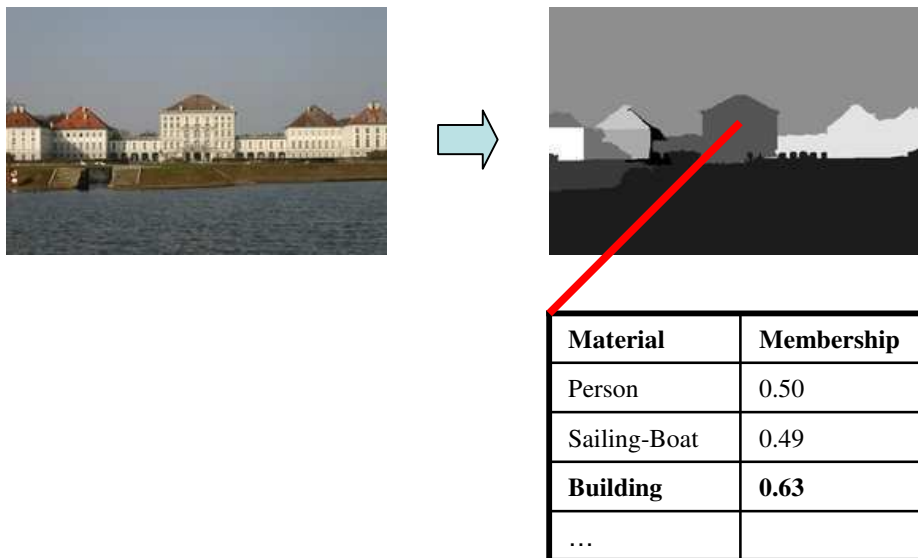 Material Membership
Person 0.50
Sailing-Boat 0.49
Building 0.63
…